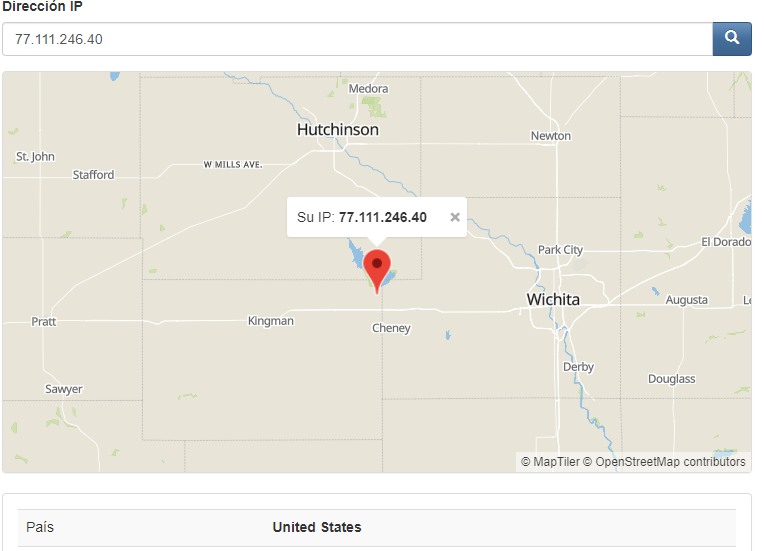 Dirección IP
77.111.246.40
Medora
Hutchinson
Newton
St. John
W MILLS AVE.
Stafford
Su IP: 77.111.246.40 ×
El Dorado
Park City
Wichita
Augusta
Pratt
Kingman
Cheney
Derby
Douglass
Sawyer
© MapTiler © OpenStreetMap contributors
País United States